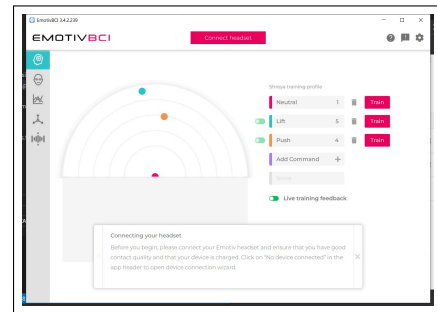 EmotivBCI 3.4.2.239
EMOTIVBCI
Connect headset
training profile
Neutral 1 Train
Lift 5 Train
Push 4 Train
Add Command +
Live training feedback
Connecting your headset
Before you begin, please connect your Emotiv headset and ensure that you have good
contact quality and that your device is charged. Click on "No device connected" in the
app header to open device connection wizard.